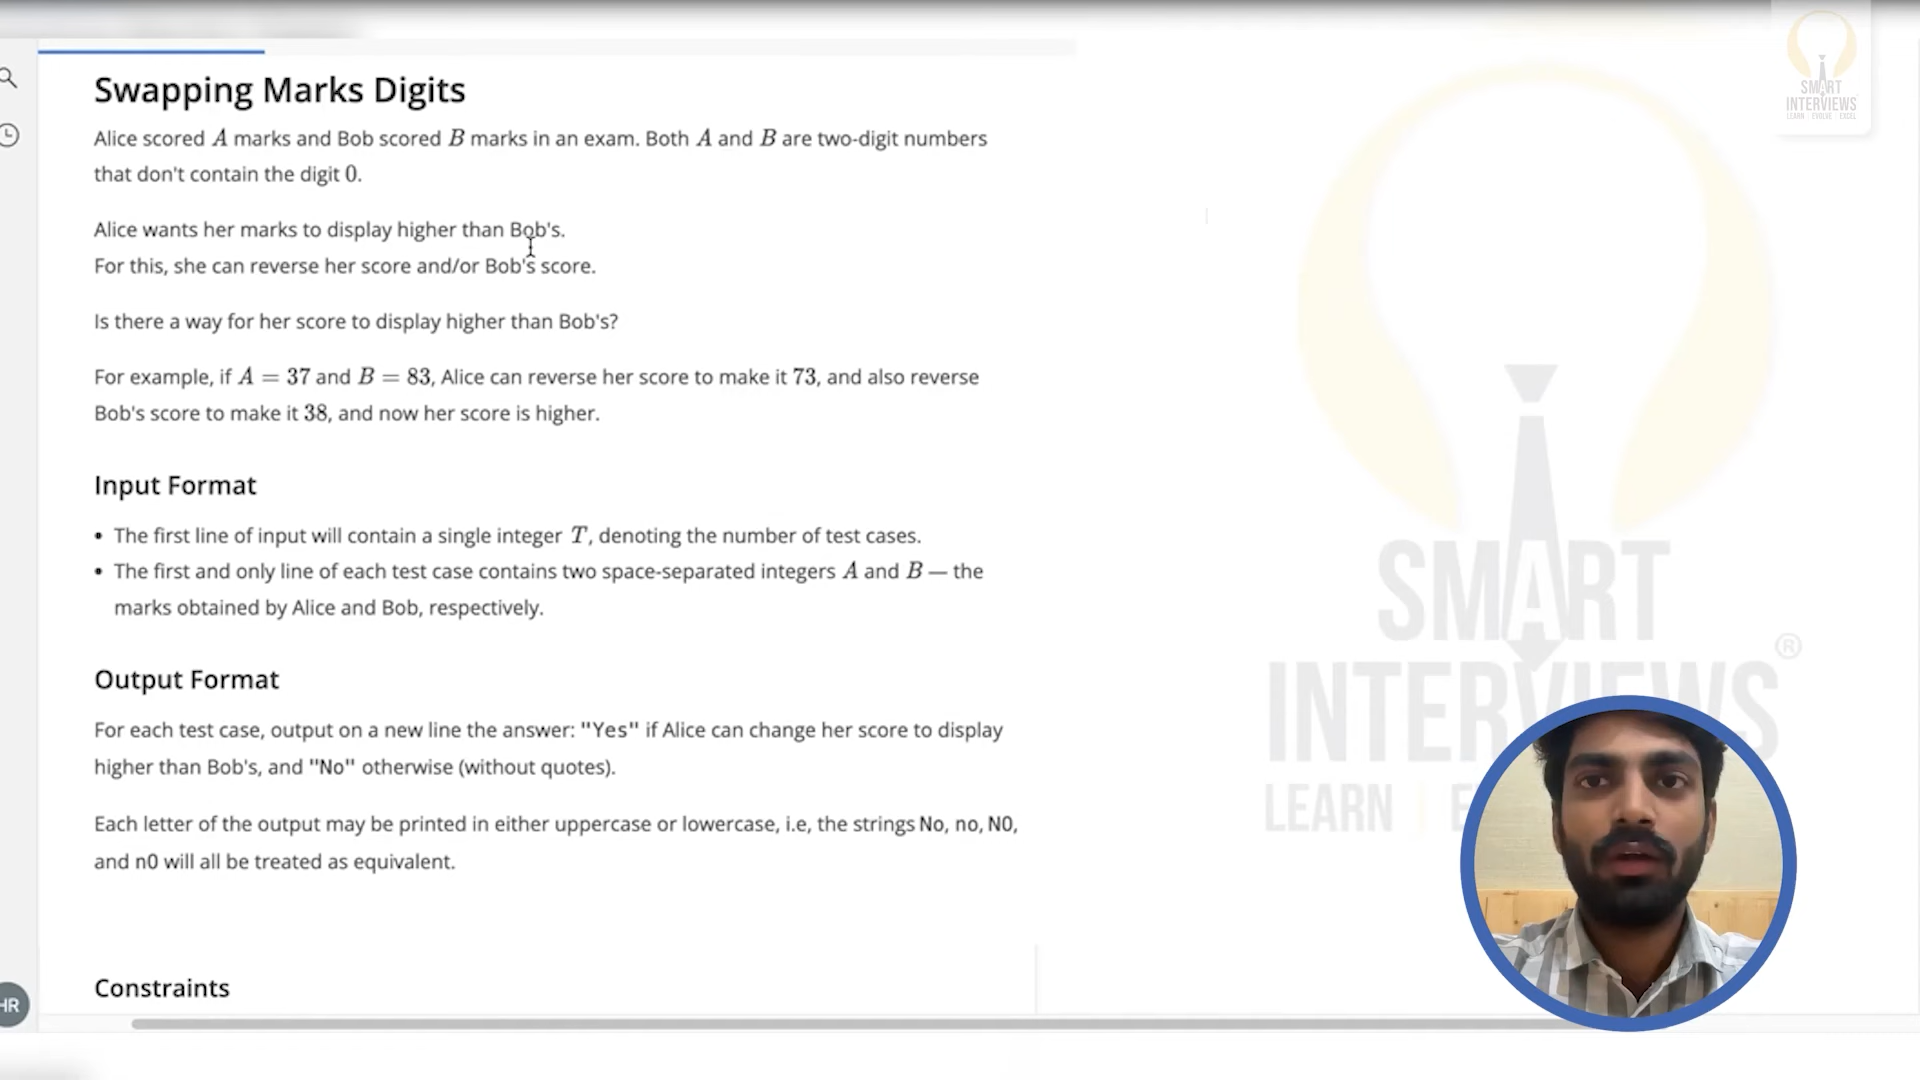 Swapping Marks Digits
Alice scored A marks and Bob scored B marks in an exam. Both A and B are two-digit numbers
that don't contain the digit 0.
Alice wants her marks to display higher than Bob's.
For this, she can reverse her score and/or Bob's score.
Is there a way for her score to display higher than Bob's?
For example, if A = 37 and B = 83, Alice can reverse her score to make it 73, and also reverse
Bob's score to make it 38, and now her score is higher.
Input Format
• The first line of input will contain a single integer T, denoting the number of test cases.
• The first and only line of each test case contains two space-separated integers A and B — the
marks obtained by Alice and Bob, respectively.
Output Format
For each test case, output on a new line the answer: "Yes" if Alice can change her score to display
higher than Bob's, and "No" otherwise (without quotes).
Each letter of the output may be printed in either uppercase or lowercase, i.e, the strings No, no, NO,
and nO will all be treated as equivalent.
Constraints
HR
SMART
INTERVIEWS
LEARN | EVOLVE | EXCEL
SMART
INTERVIEWS®
LEARN